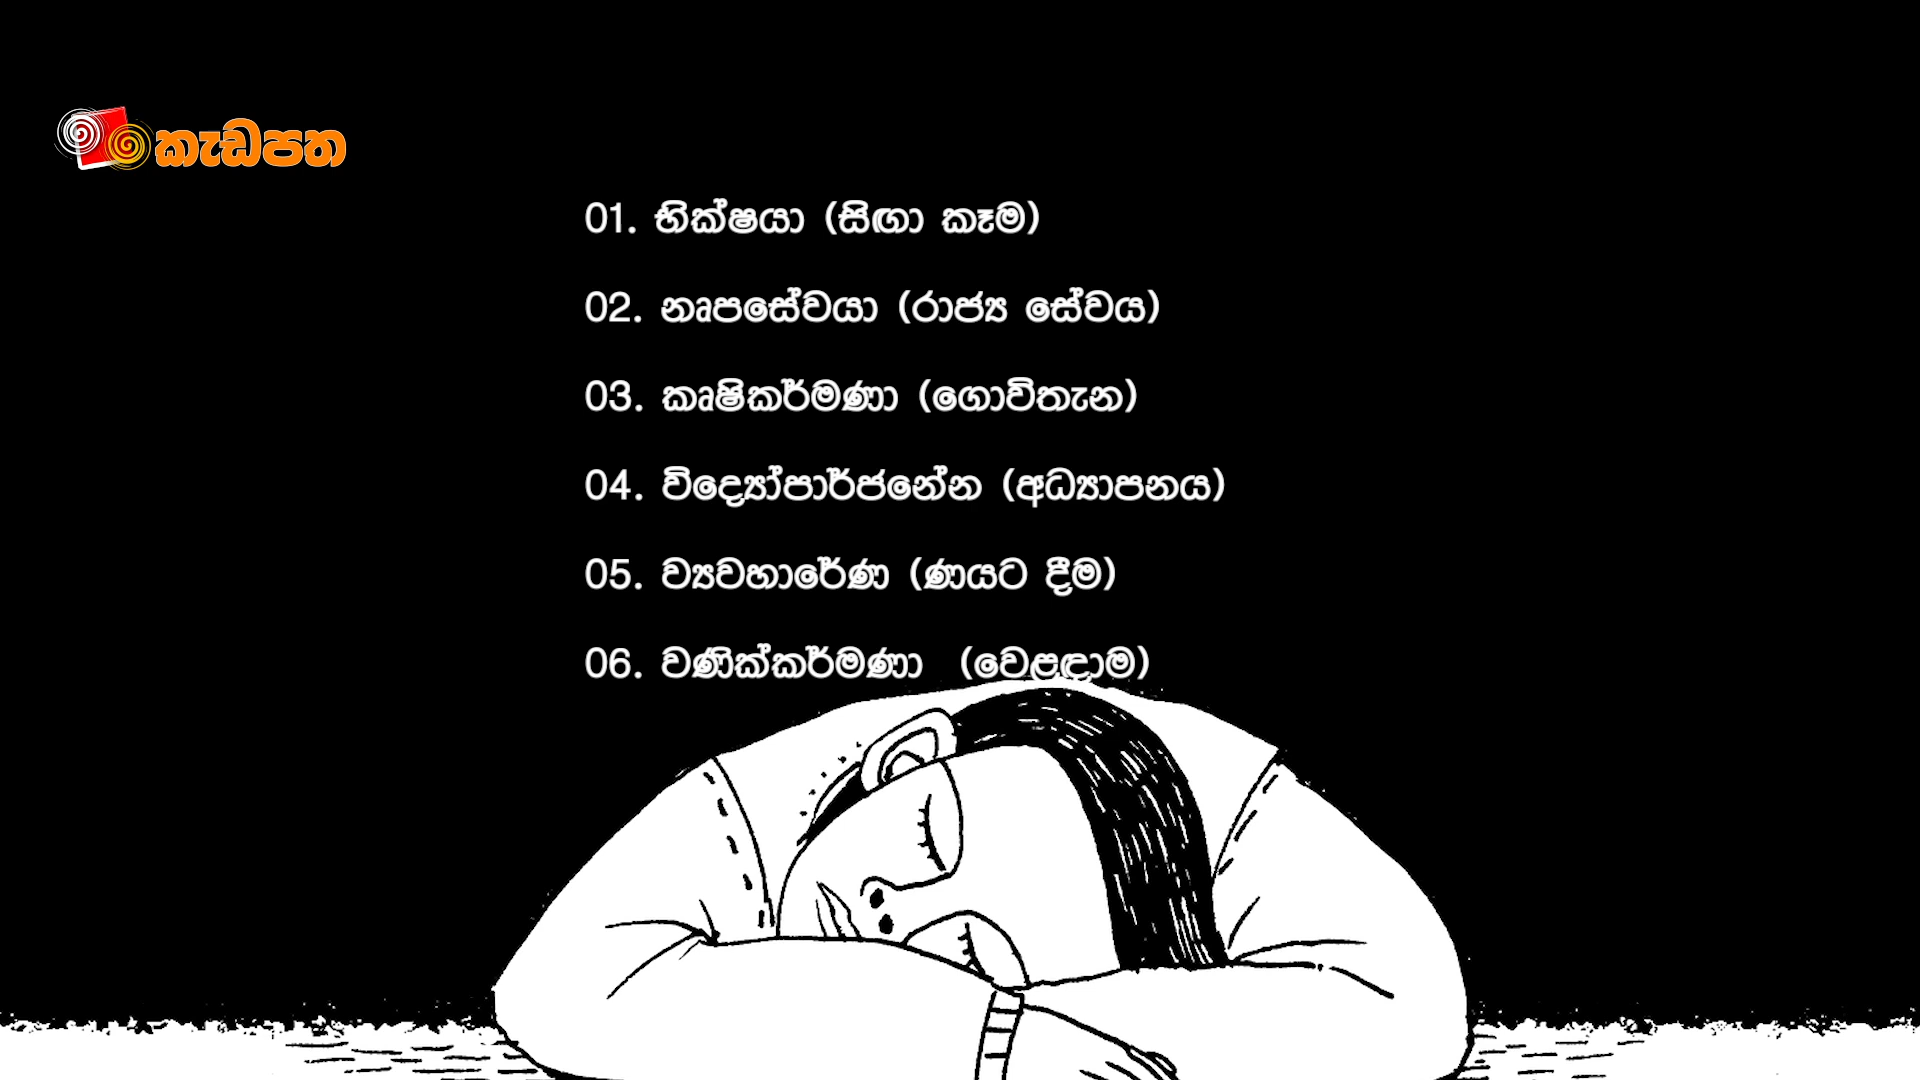 කැඩපත
01. භික්ෂයා (සිඟා කෑම)
02. නෘපසේවයා (රාජ්‍ය සේවය)
03. කෘෂිකර්මණා (ගොවිතැන)
04. විද්‍යෝපාර්ජනේන (අධ්‍යාපනය)
05. ව්‍යවහාරේණ (ණයට දීම)
06. වණික්කර්මණා (වෙළඳාම)